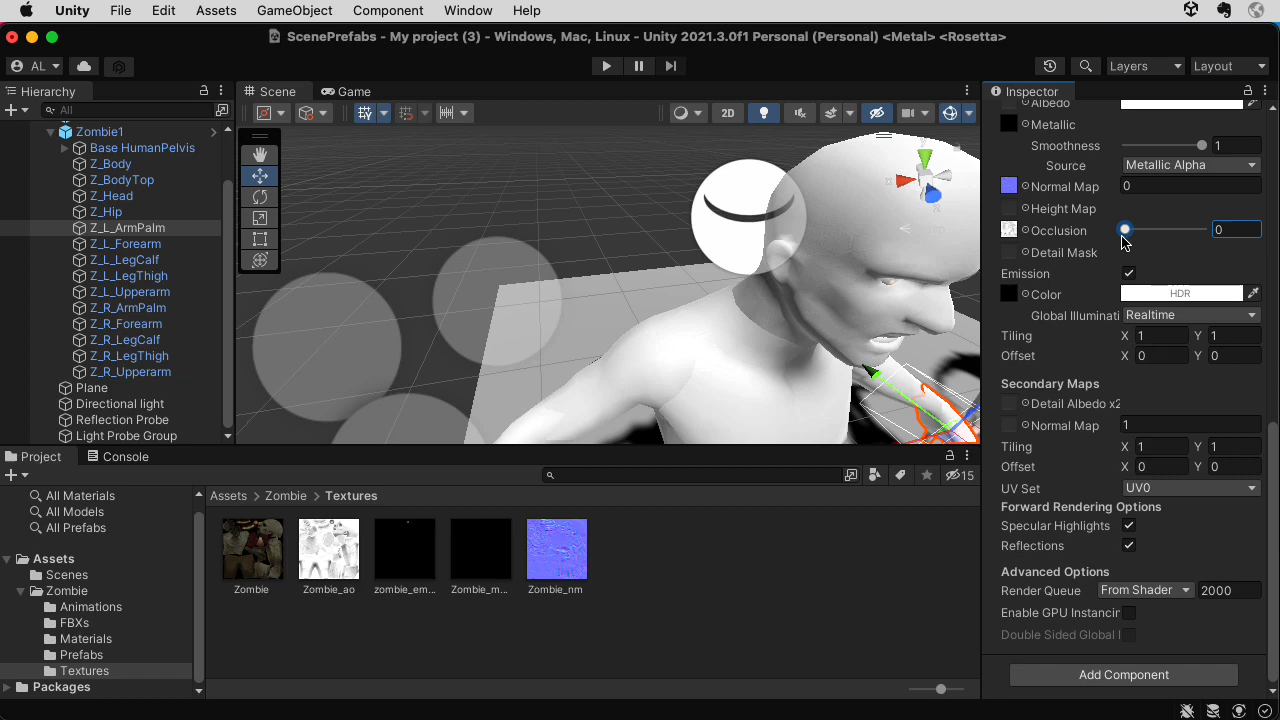 Unity File Edit Assets GameObject Component Window Help
ScenePrefabs - My project (3) - Windows, Mac, Linux - Unity 2021.3.0f1 Personal (Personal) <Metal> <Rosetta>
AL Layers Layout
Hierarchy
All
Zombie1
Base HumanPelvis
Z_Body
Z_BodyTop
Z_Head
Z_Hip
Z_L_ArmPalm
Z_L_Forearm
Z_L_LegCalf
Z_L_LegThigh
Z_L_Upperarm
Z_R_ArmPalm
Z_R_Forearm
Z_R_LegCalf
Z_R_LegThigh
Z_R_Upperarm
Plane
Directional light
Reflection Probe
Light Probe Group
Scene Game
2D
Inspector
Albedo
Metallic
Smoothness 1
Source Metallic Alpha
Normal Map 0
Height Map
Occlusion 0
Detail Mask
Emission
Color HDR
Global Illuminati Realtime
Tiling X 1 Y 1
Offset X 0 Y 0
Secondary Maps
Detail Albedo x2
Normal Map 1
Tiling X 1 Y 1
Offset X 0 Y 0
UV Set UV0
Forward Rendering Options
Specular Highlights
Reflections
Advanced Options
Render Queue From Shader 2000
Enable GPU Instancin
Double Sided Global I
Add Component
Project Console
15
All Materials
All Models
All Prefabs
Assets
Scenes
Zombie
Animations
FBXs
Materials
Prefabs
Textures
Packages
Assets > Zombie > Textures
Zombie Zombie_ao zombie_em... Zombie_m... Zombie_nm